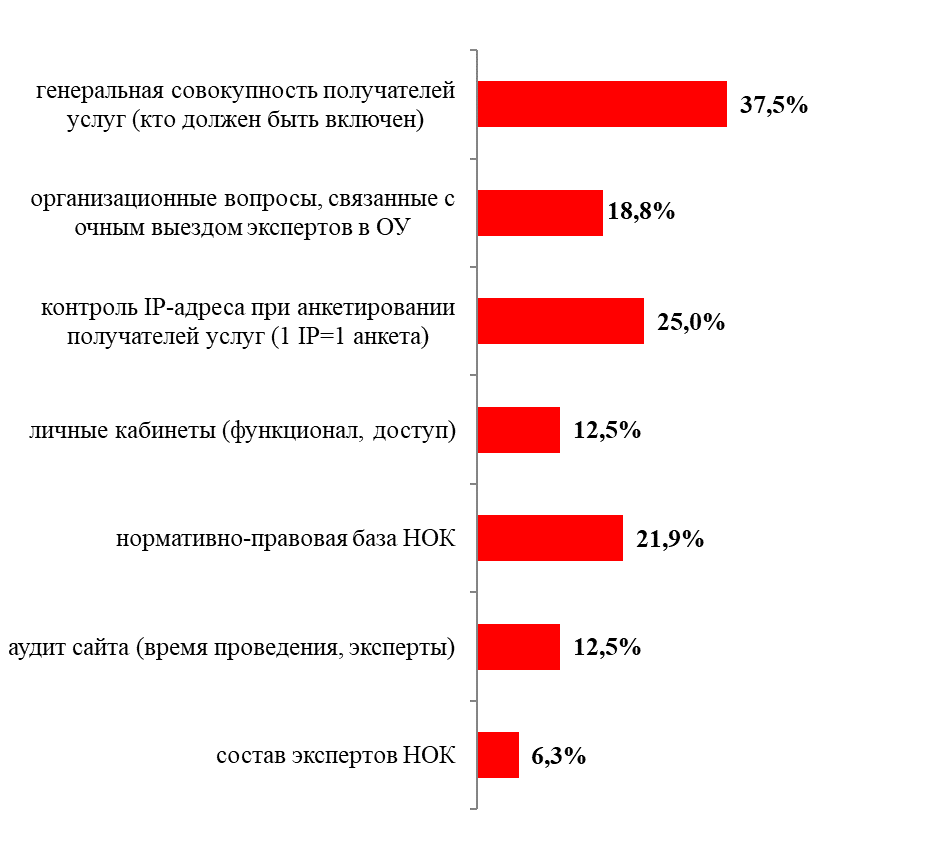 генеральная совокупность получателей
услуг (кто должен быть включен)
37,5%
организационные вопросы, связанные с
очным выездом экспертов в ОУ
18,8%
контроль IP-адреса при анкетировании
получателей услуг (1 IP=1 анкета)
25,0%
личные кабинеты (функционал, доступ)
12,5%
нормативно-правовая база НОК
21,9%
аудит сайта (время проведения, эксперты)
12,5%
состав экспертов НОК
6,3%